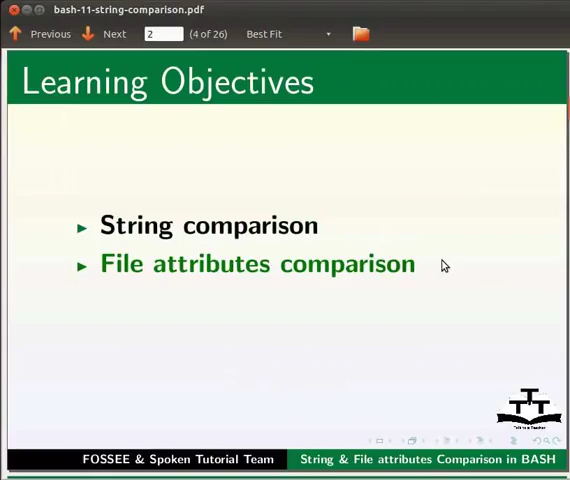 bash-11-string-comparison.pdf
Previous Next 2 (4 of 26) Best Fit
Learning Objectives
String comparison
File attributes comparison
FOSSEE & Spoken Tutorial Team String & File attributes Comparison in BASH